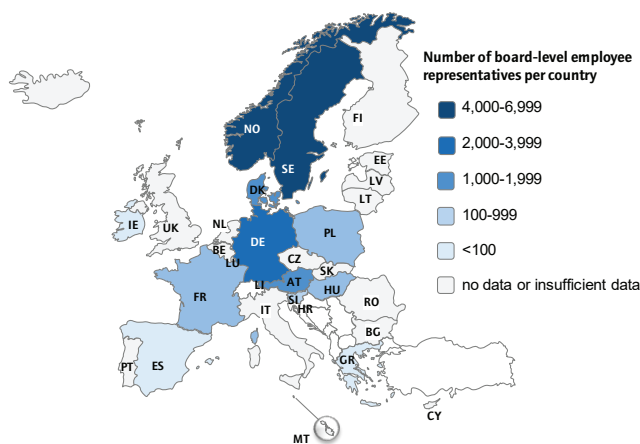 Number of board-level employee
representatives per country
4,000-6,999
2,000-3,999
1,000-1,999
100-999
<100
no data or insufficient data
FI
NO
SE
EE
LV
LT
DK
IE
UK
NL
BE
LU
DE
PL
CZ
SK
LI
AT
HU
FR
SI
HR
RO
IT
BG
PT
ES
GR
CY
MT